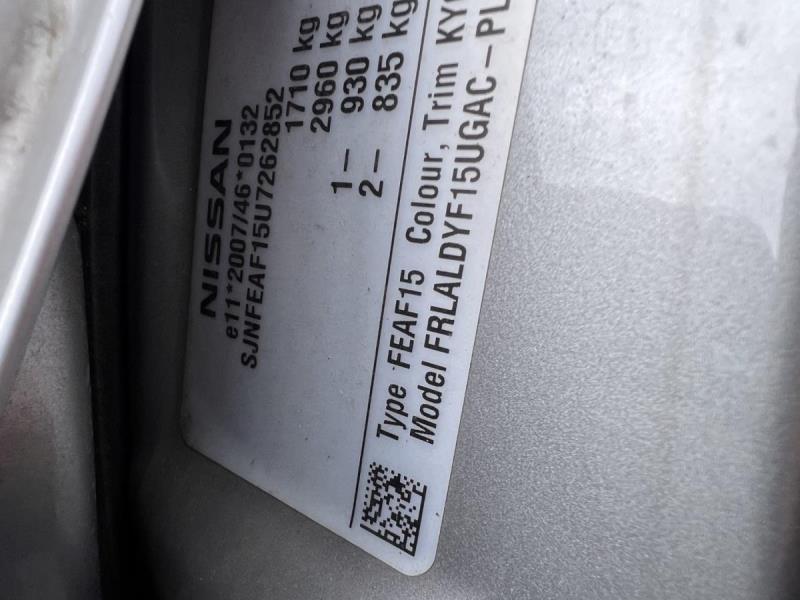 NISSAN
e11*2007/46*0132
SJNFEAF15U7262852
1710 kg
2960 kg
1— 930 kg
2— 835 kg
Type FEAF15 Colour, Trim
Model FRLALDYF15UGAC-PL